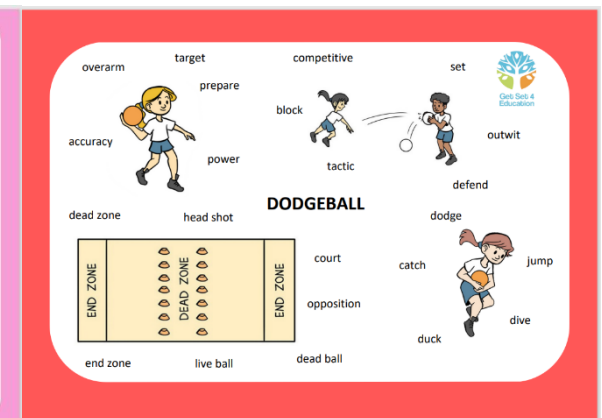 overarm
target
competitive
set
prepare
Get Set 4
Education
block
accuracy
outwit
power
tactic
defend
DODGEBALL
dead zone
head shot
dodge
court
catch
jump
END ZONE
DEAD ZONE
END ZONE
opposition
dive
duck
end zone
live ball
dead ball